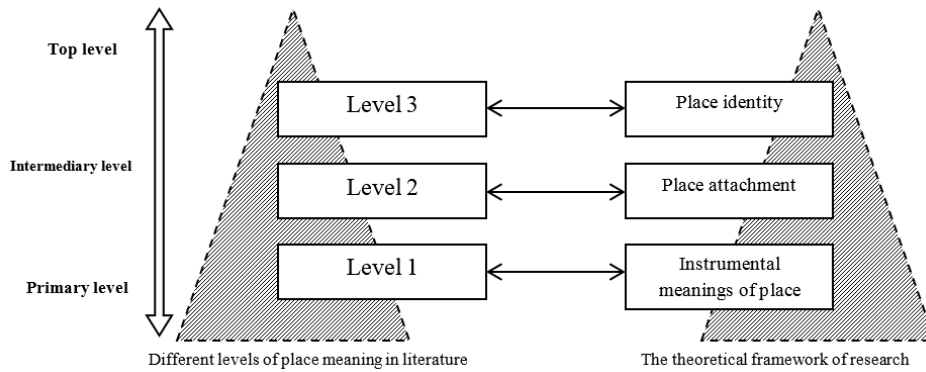 Top level
Level 3
Place identity
Intermediary level
Level 2
Place attachment
Level 1
Instrumental
meanings of place
Primary level
Different levels of place meaning in literature
The theoretical framework of research